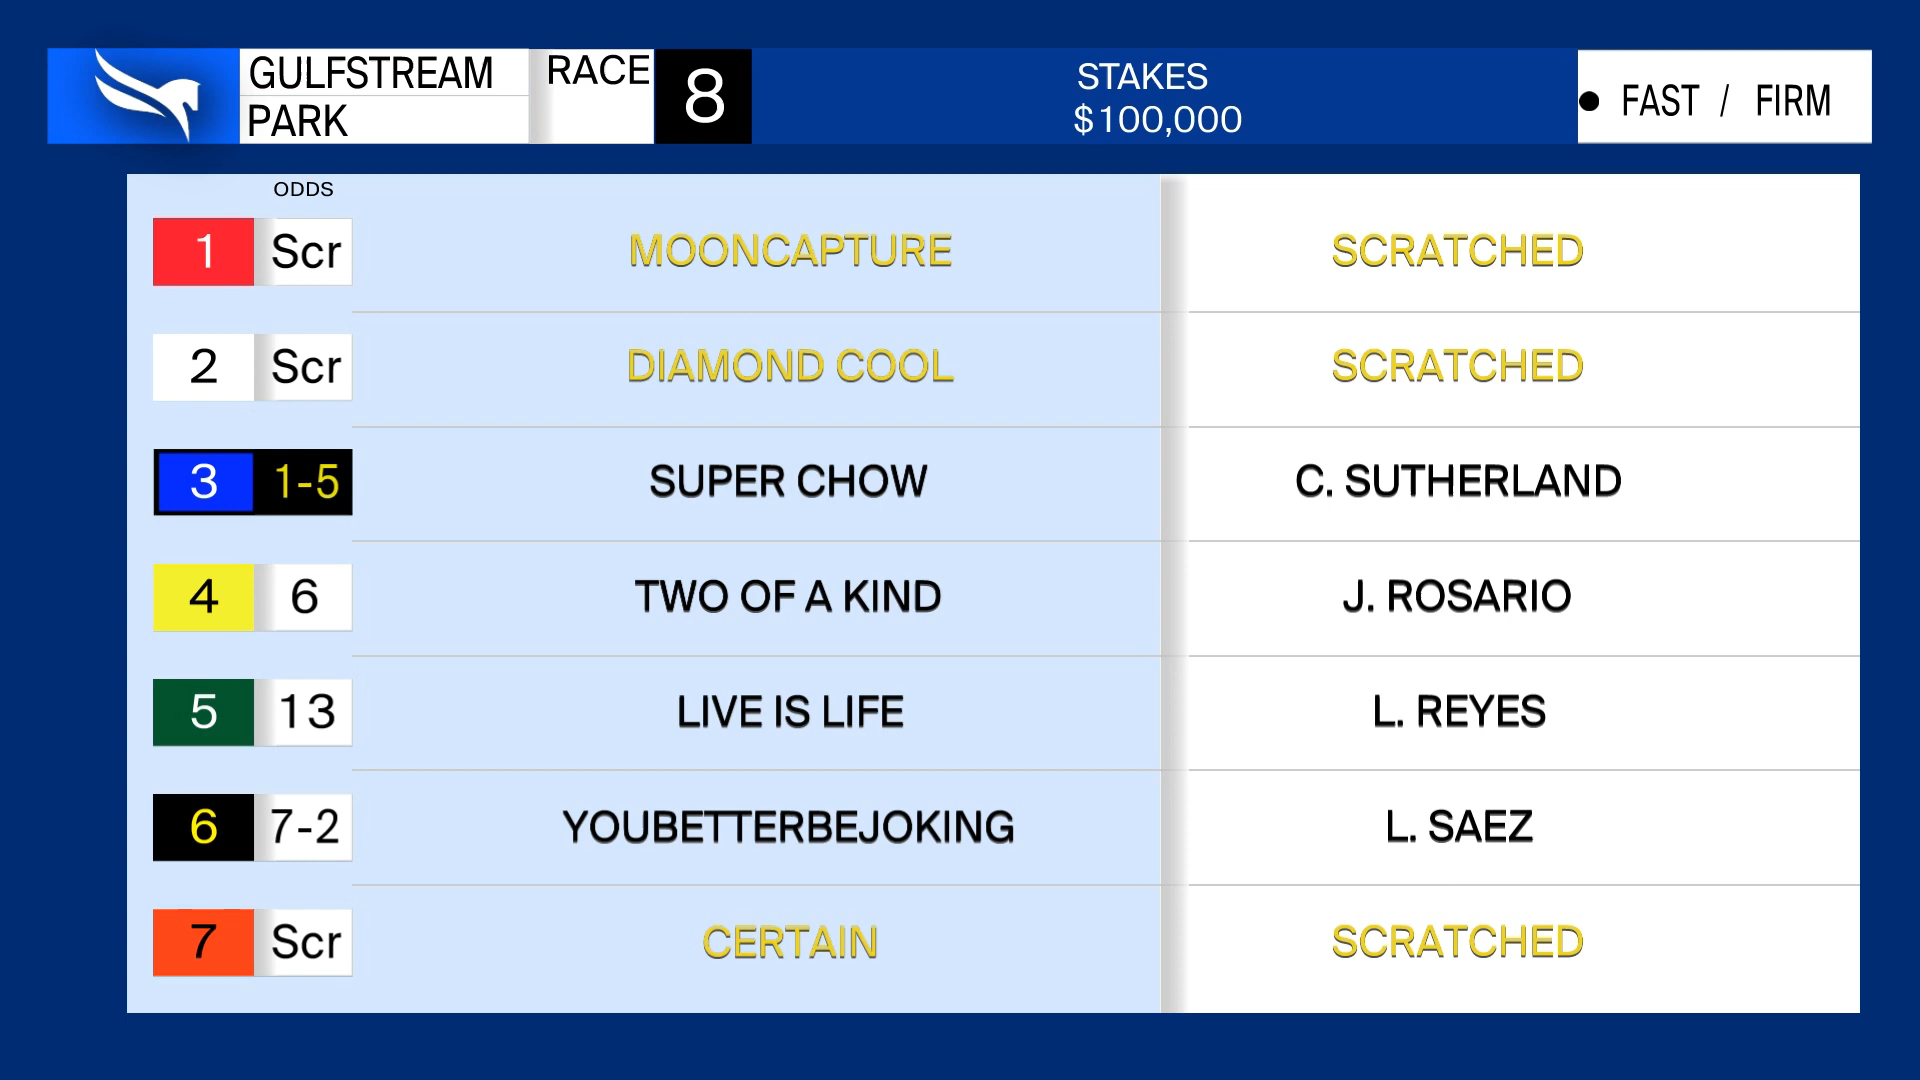 GULFSTREAM
PARK
RACE
8
STAKES
$100,000
• FAST / FIRM
ODDS
1 Scr MOONCAPTURE SCRATCHED
2 Scr DIAMOND COOL SCRATCHED
3 1-5 SUPER CHOW C. SUTHERLAND
4 6 TWO OF A KIND J. ROSARIO
5 13 LIVE IS LIFE L. REYES
6 7-2 YOUBETTERBEJOKING L. SAEZ
7 Scr CERTAIN SCRATCHED